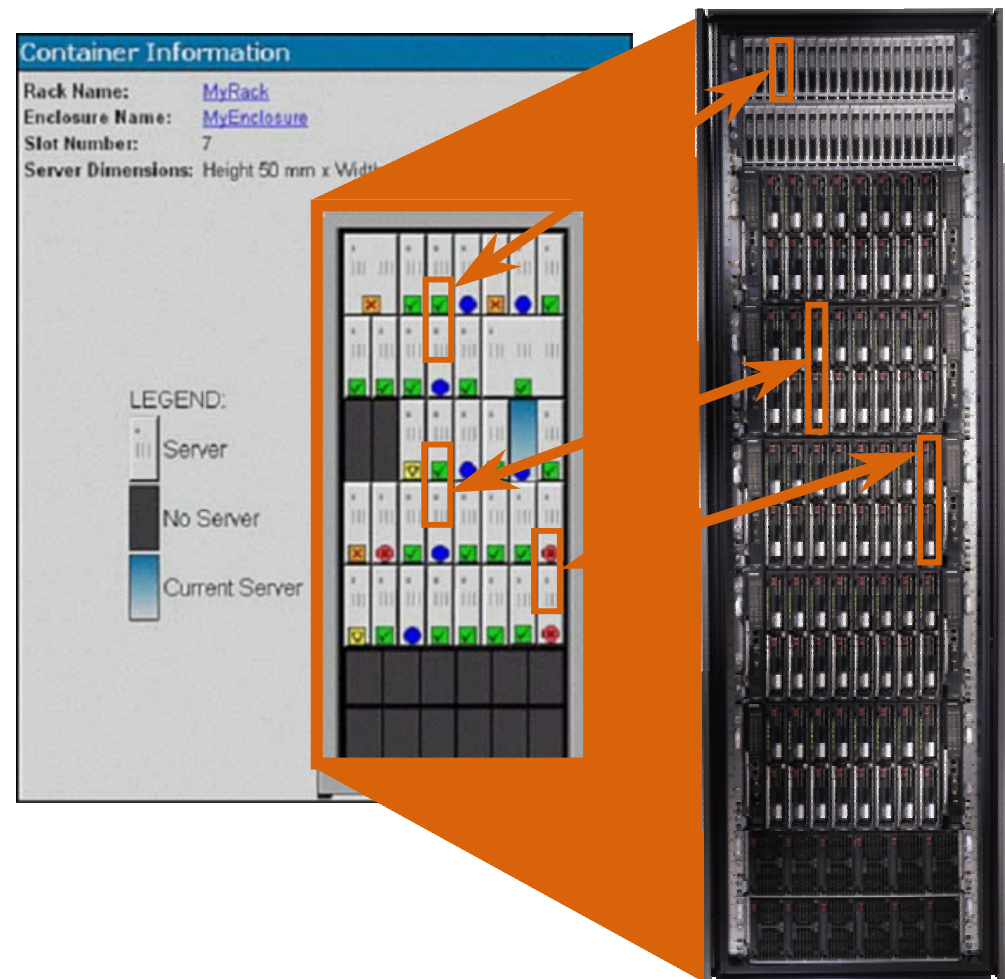 Container Information
Rack Name: MyRack
Enclosure Name: MyEnclosure
Slot Number: 7
Server Dimensions: Height 50 mm x Width
LEGEND:
Server
No Server
Current Server